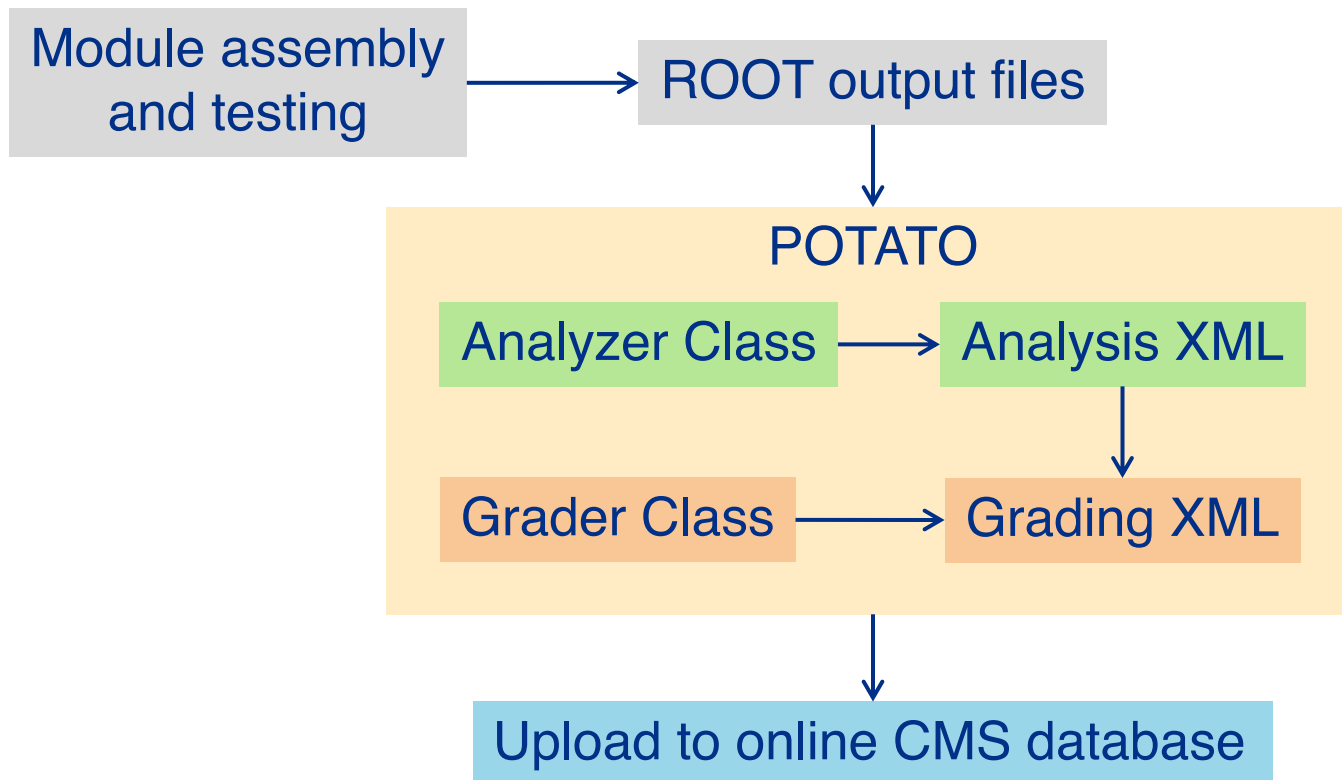 Module assembly
and testing
ROOT output files
POTATO
Analyzer Class
Analysis XML
Grader Class
Grading XML
Upload to online CMS database